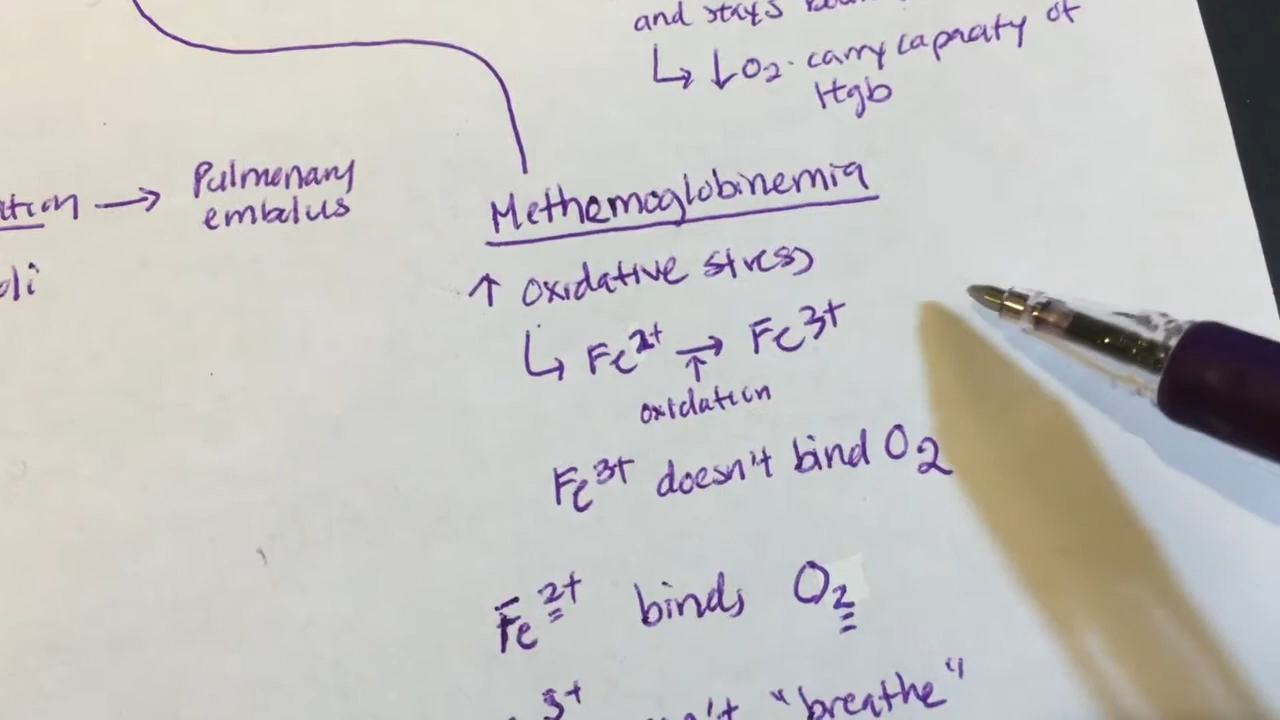 and stays
↳ ↓O2 carry capacity of
Hgb
→ Pulmonary
embolus
Methemoglobinemia
↑ oxidative stress
↳ Fe2+ → Fe3+
↑
oxidation
Fe3+ doesn't bind O2
Fe2+ binds O2
3+ "breathe"